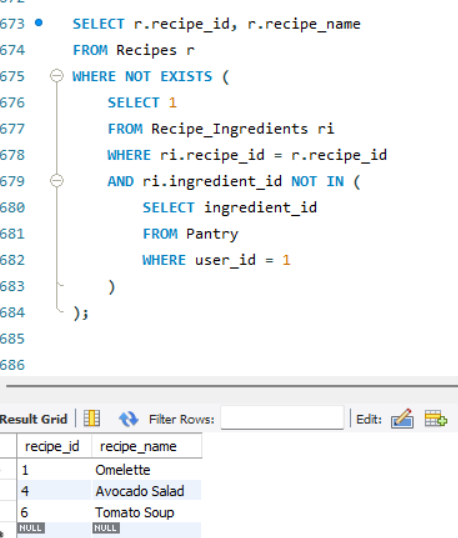 673 SELECT r.recipe_id, r.recipe_name
674 FROM Recipes r
675 WHERE NOT EXISTS (
676 SELECT 1
677 FROM Recipe_Ingredients ri
678 WHERE ri.recipe_id = r.recipe_id
679 AND ri.ingredient_id NOT IN (
680 SELECT ingredient_id
681 FROM Pantry
682 WHERE user_id = 1
683 )
684 );
685
686
Result Grid Filter Rows: Edit:
recipe_id recipe_name
1 Omelette
4 Avocado Salad
6 Tomato Soup
NULL NULL